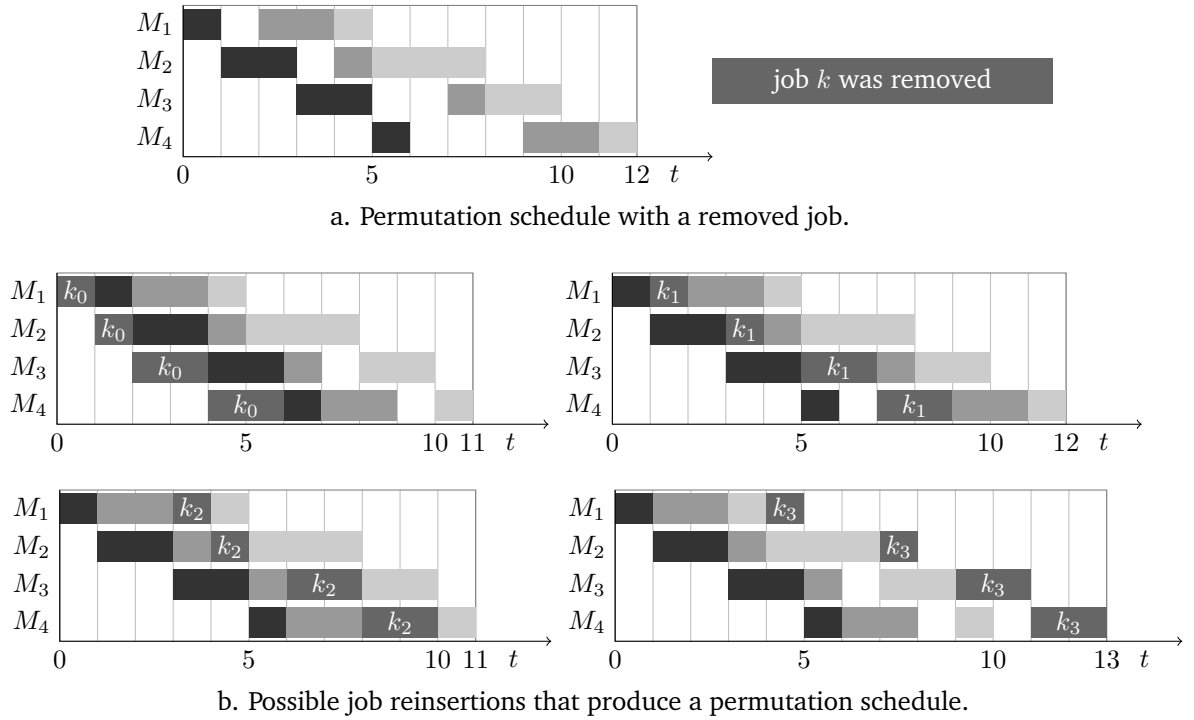 M₁
M₂
M₃
M₄
0 5 10 12 t
job k was removed
a. Permutation schedule with a removed job.
M₁ k₀
M₂ k₀
M₃ k₀
M₄ k₀
0 5 10 11 t
M₁ k₁
M₂ k₁
M₃ k₁
M₄ k₁
0 5 10 12 t
M₁ k₂
M₂ k₂
M₃ k₂
M₄ k₂
0 5 10 11 t
M₁ k₃
M₂ k₃
M₃ k₃
M₄ k₃
0 5 10 13 t
b. Possible job reinsertions that produce a permutation schedule.